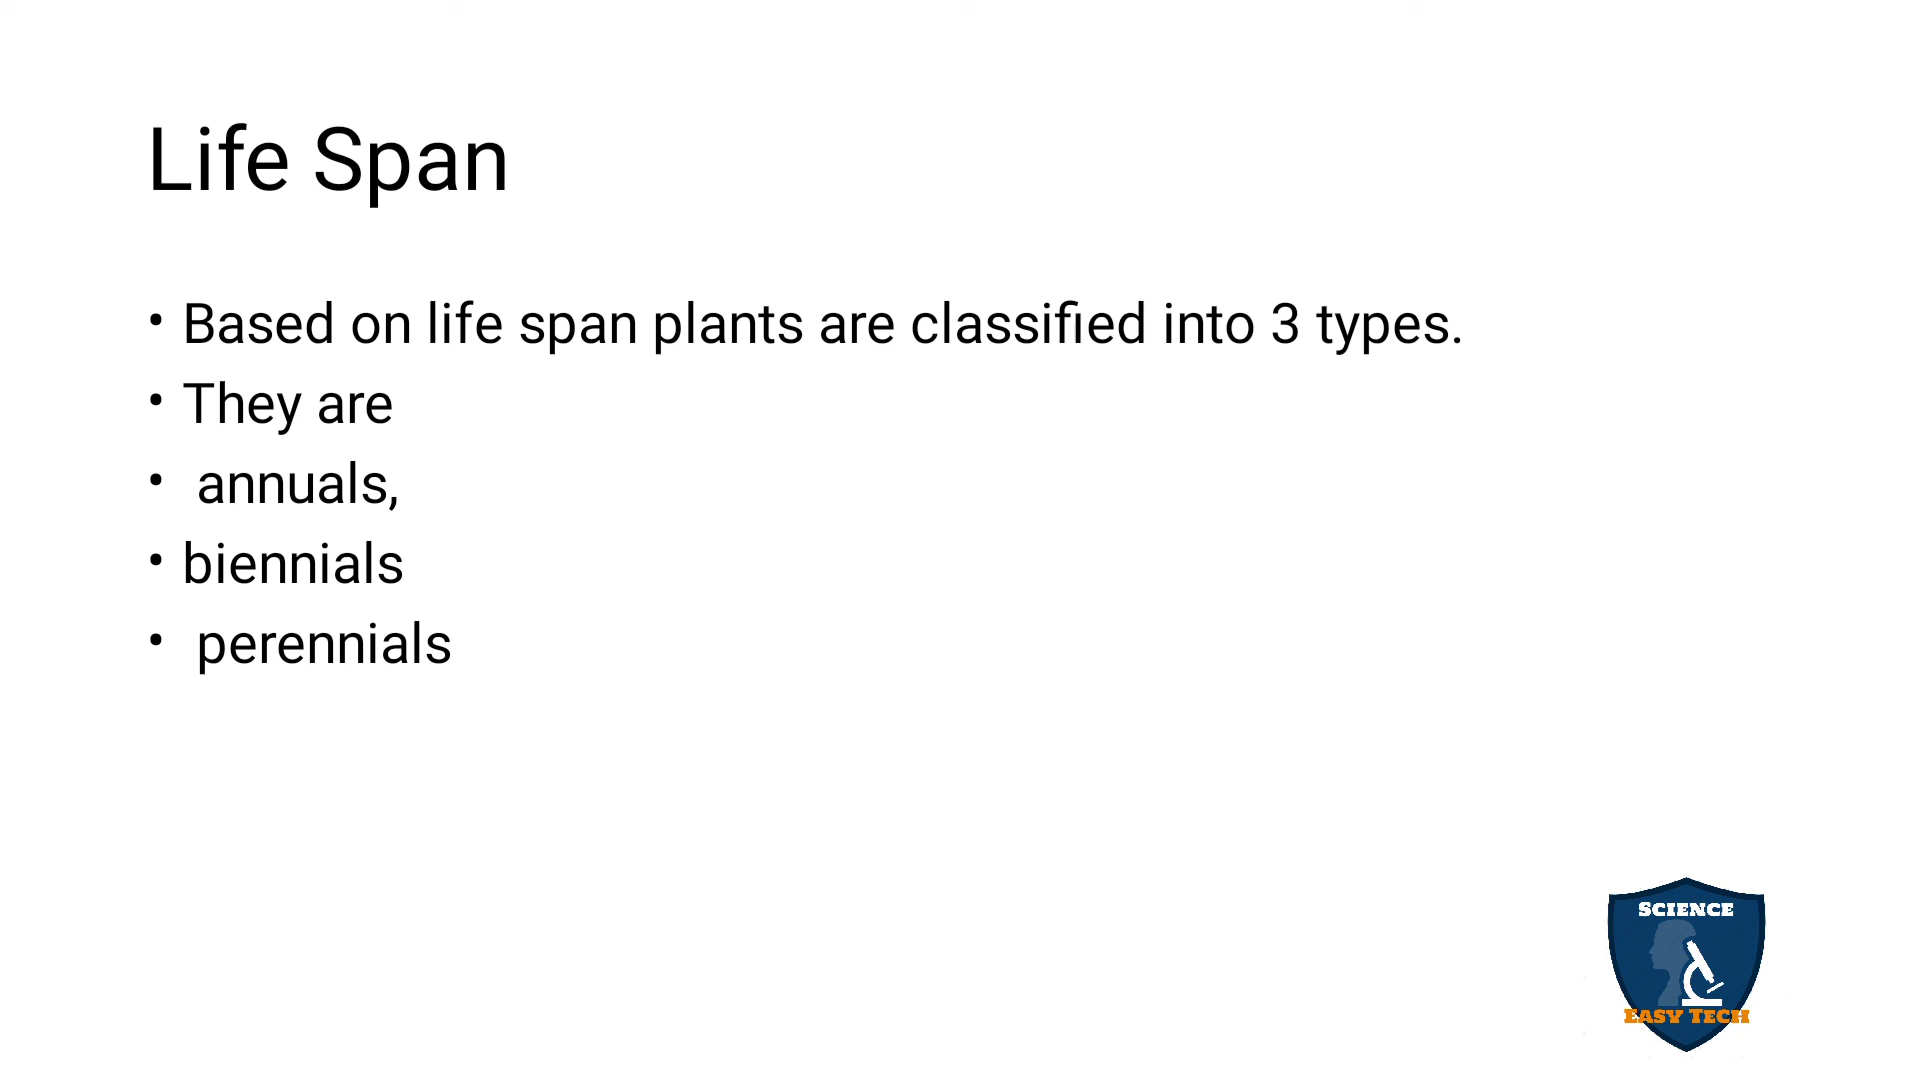 Life Span
• Based on life span plants are classified into 3 types.
• They are
• annuals,
• biennials
• perennials
SCIENCE
EASY TECH